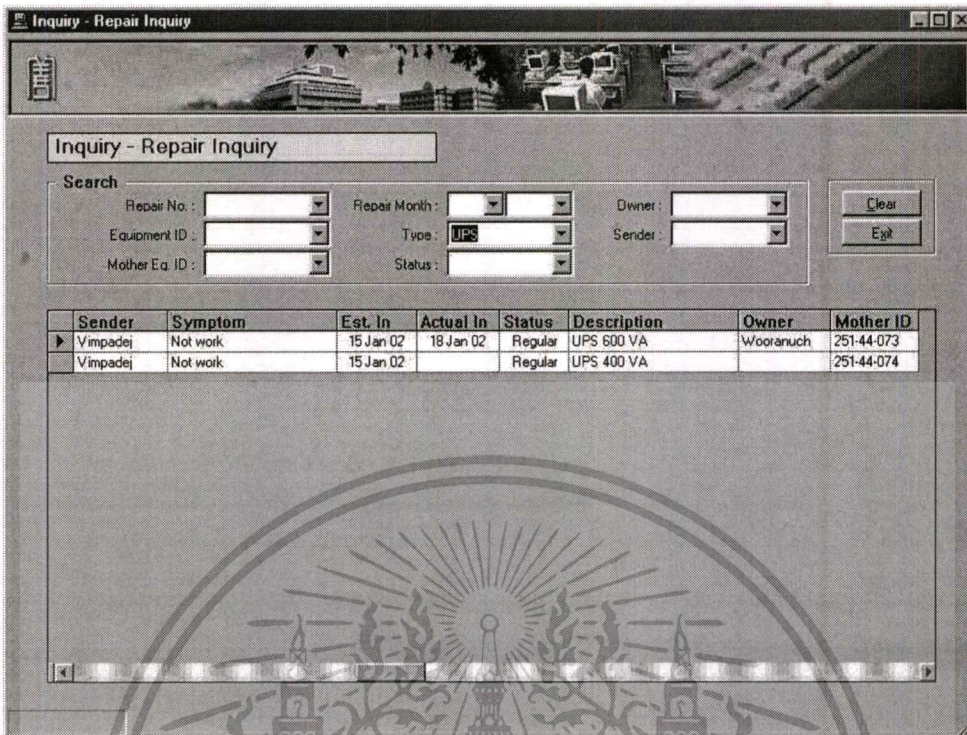 Inquiry - Repair Inquiry
Inquiry - Repair Inquiry
Search
Repair No. : Repair Month : Owner :
Equipment ID : Type : UPS Sender :
Mother Eq. ID : Status :
Clear
Exit
Sender Symptom Est. In Actual In Status Description Owner Mother ID
Vimpadej Not work 15 Jan 02 18 Jan 02 Regular UPS 600 VA Wooranuch 251-44-073
Vimpadej Not work 15 Jan 02 Regular UPS 400 VA 251-44-074